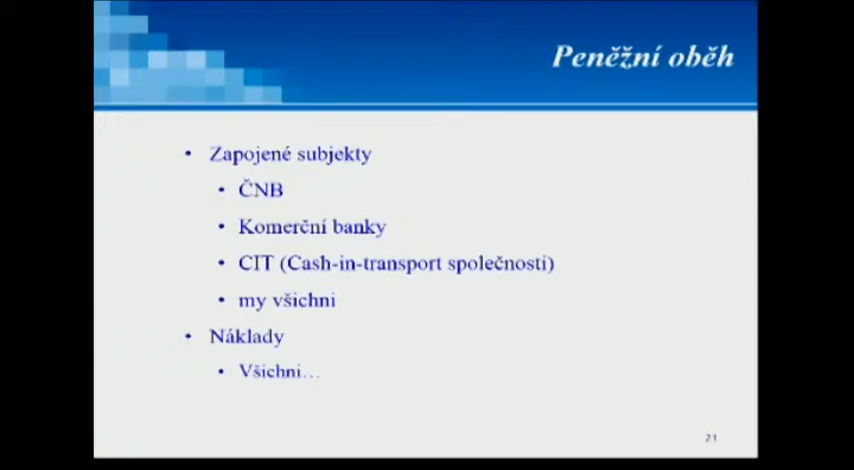 Peněžní oběh
• Zapojené subjekty
• ČNB
• Komerční banky
• CIT (Cash-in-transport společnosti)
• my všichni
• Náklady
• Všichni…
21